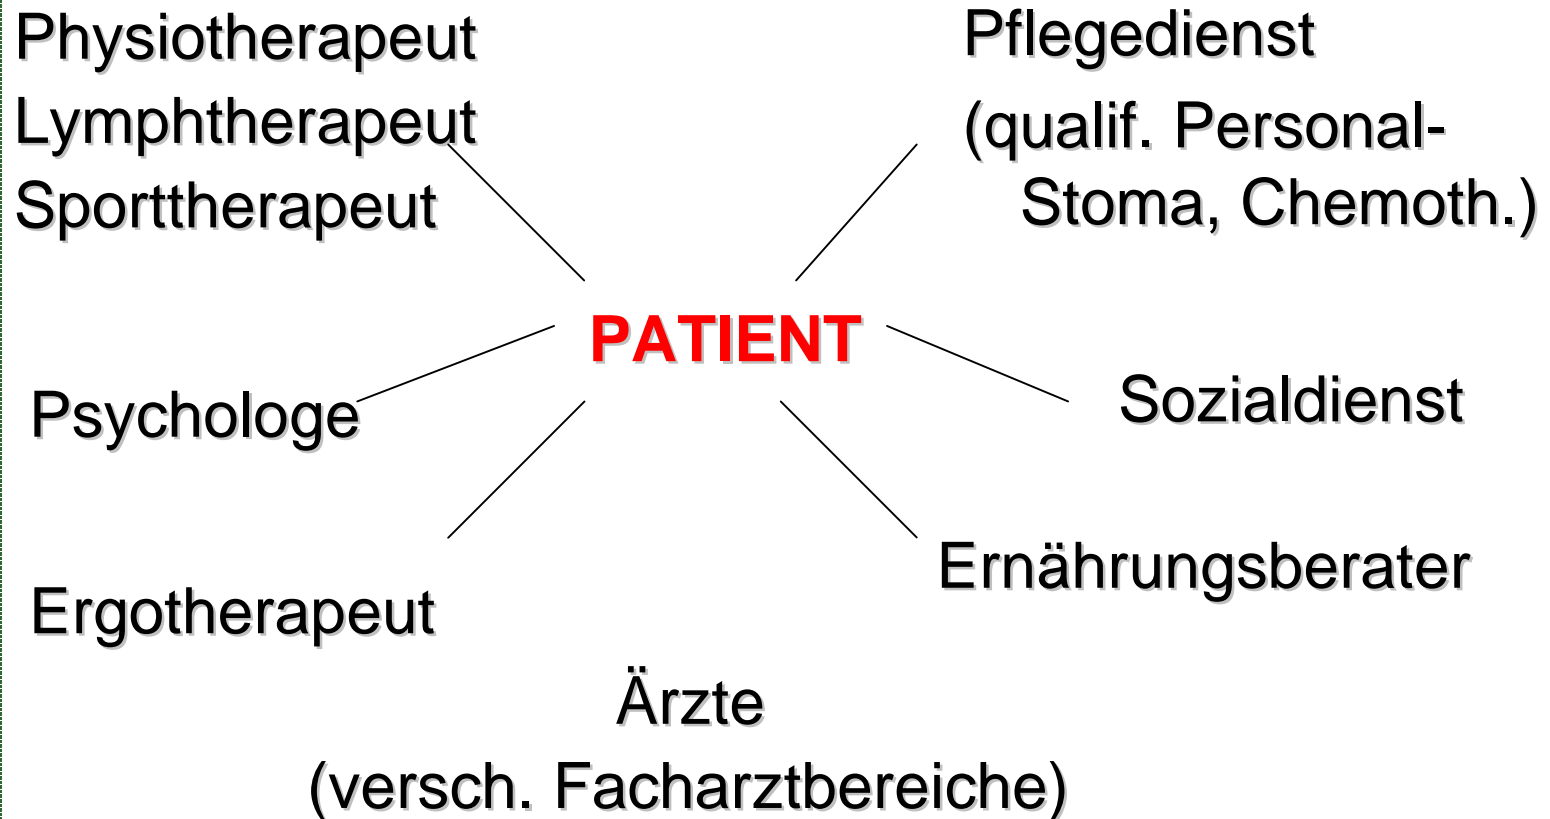 Physiotherapeut
Lymphtherapeut
Sporttherapeut
Pflegedienst
(qualif. Personal-
Stoma, Chemoth.)
PATIENT
Psychologe
Sozialdienst
Ergotherapeut
Ernährungsberater
Ärzte
(versch. Facharztbereiche)